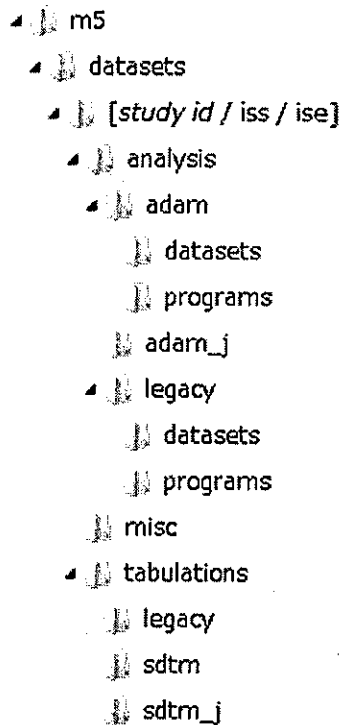 m5
datasets
[study id / iss / ise]
analysis
adam
datasets
programs
adam_j
legacy
datasets
programs
misc
tabulations
legacy
sdtm
sdtm_j